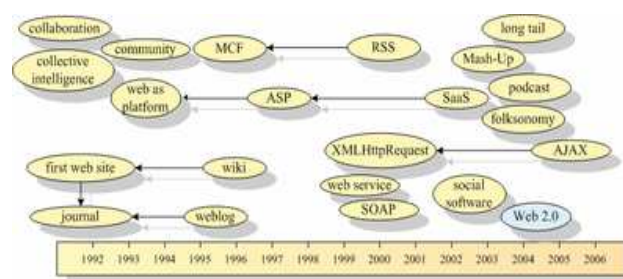 collaboration
long tail
community
MCF
RSS
Mash-Up
collective
intelligence
web as
platform
ASP
SaaS
podcast
folksonomy
XMLHttpRequest
AJAX
first web site
wiki
web service
social
software
journal
weblog
SOAP
Web 2.0
1992 1993 1994 1995 1996 1997 1998 1999 2000 2001 2002 2003 2004 2005 2006